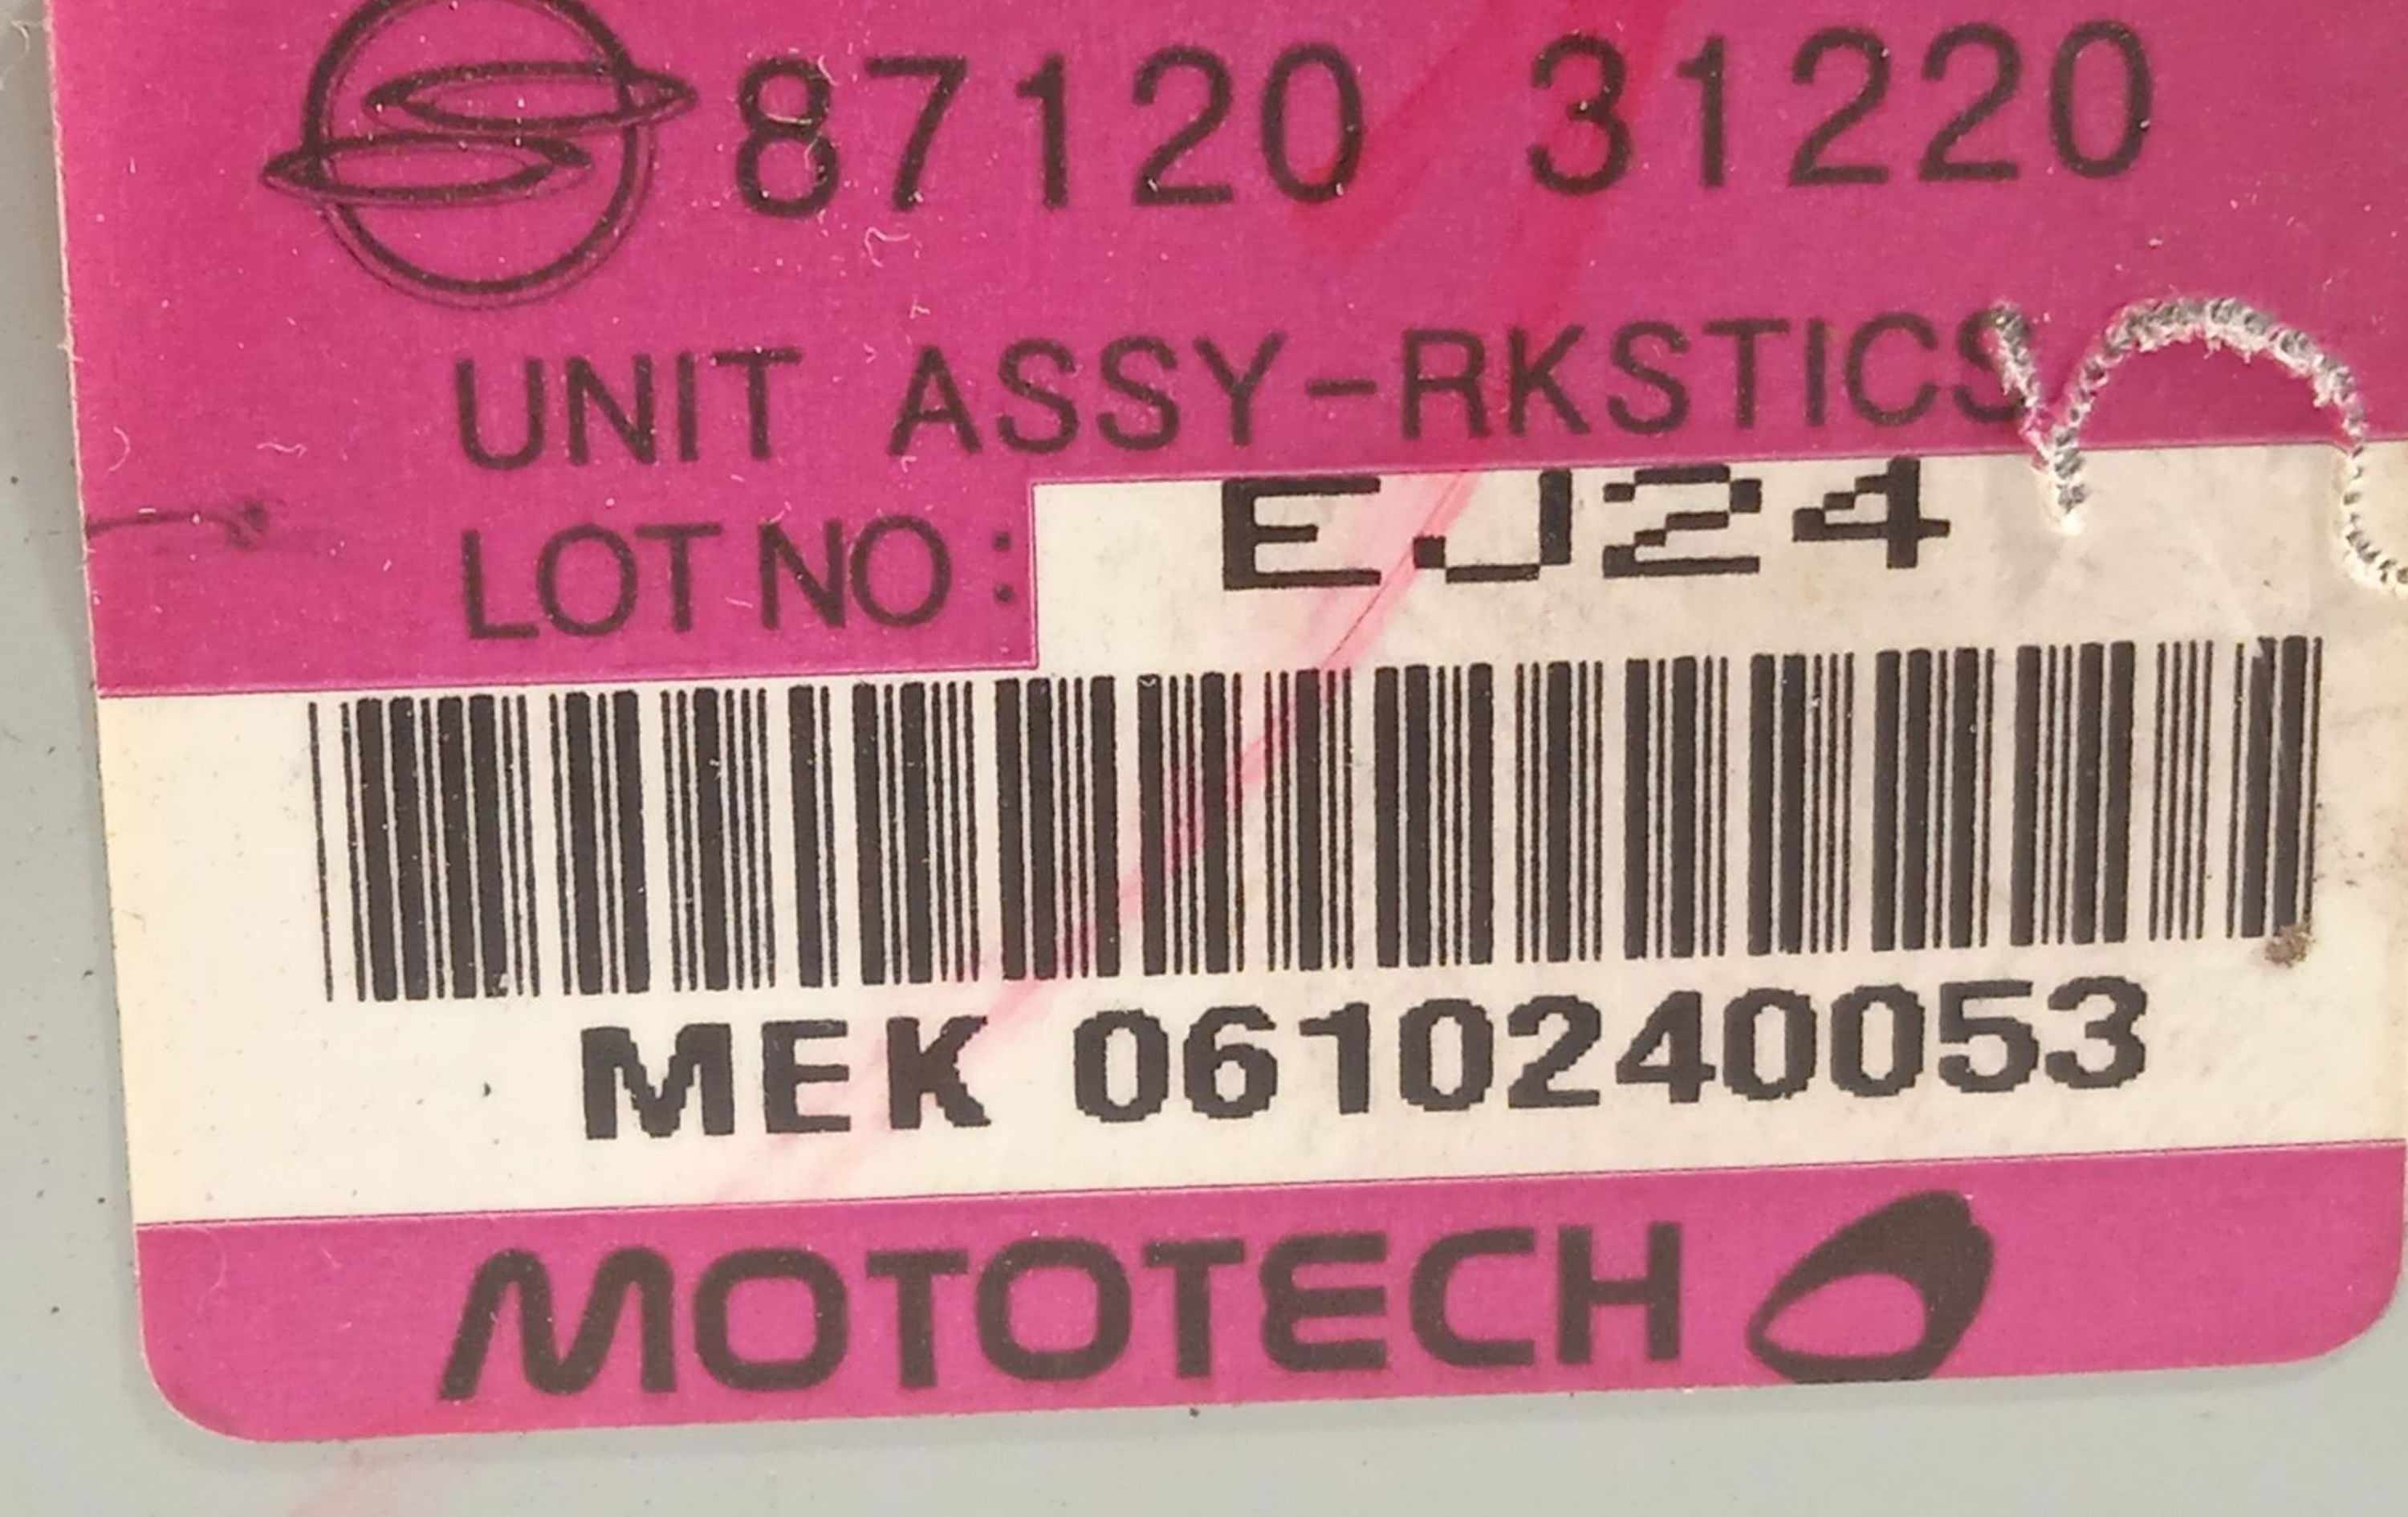 87120 31220
UNIT ASSY-RKSTICS
LOT NO: EJ24
MEK 0610240053
MOTOTECH